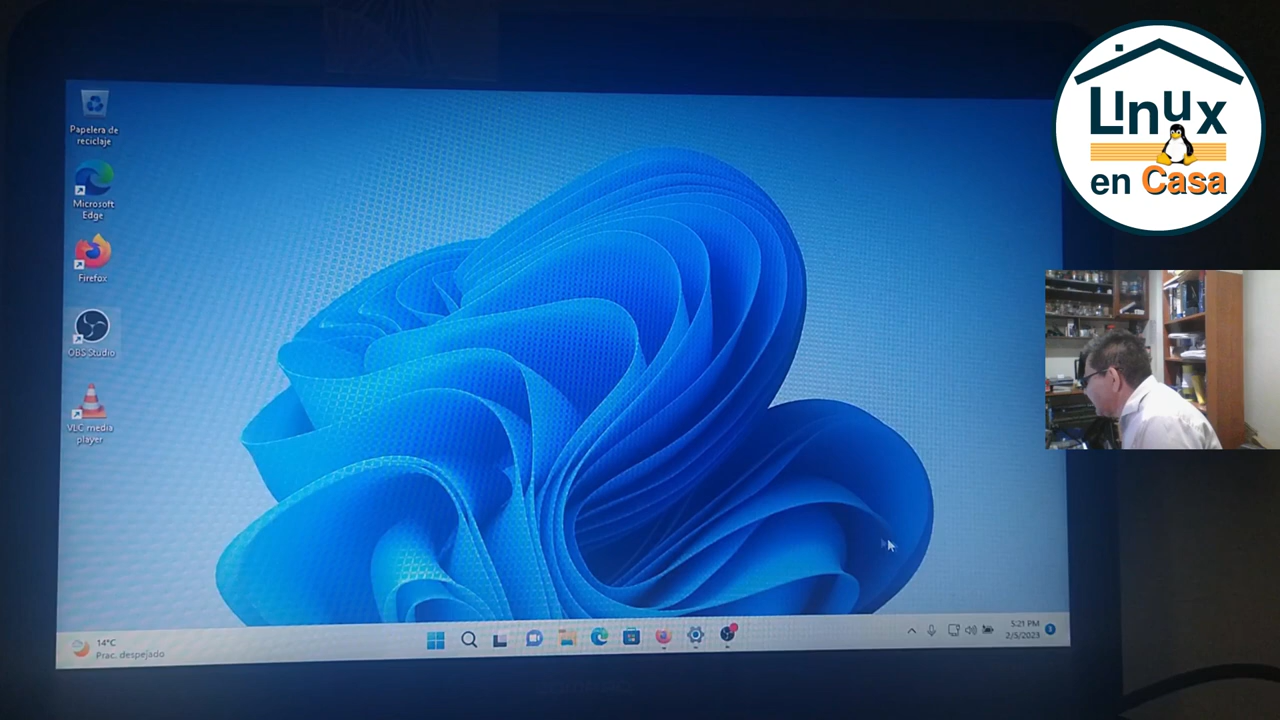 Papelera de
reciclaje
Microsoft
Edge
Firefox
OBS Studio
VLC media
player
14°C
Prac. despejado
5:21 PM
2/5/2023
LInux
en Casa